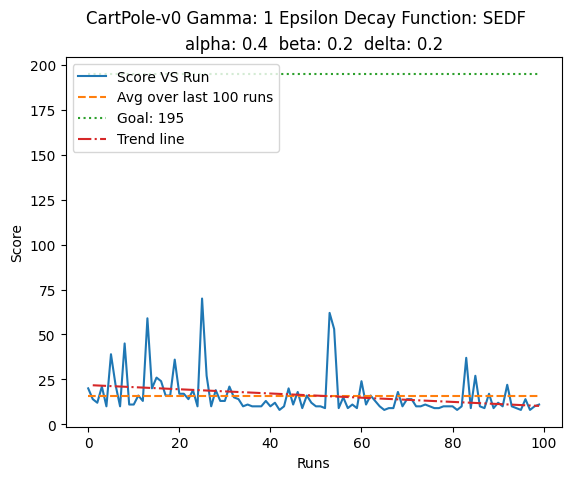 CartPole-v0 Gamma: 1 Epsilon Decay Function: SEDF
alpha: 0.4 beta: 0.2 delta: 0.2
Score VS Run
Avg over last 100 runs
Goal: 195
Trend line
200
175
150
125
100
75
50
25
0
Score
0 20 40 60 80 100
Runs